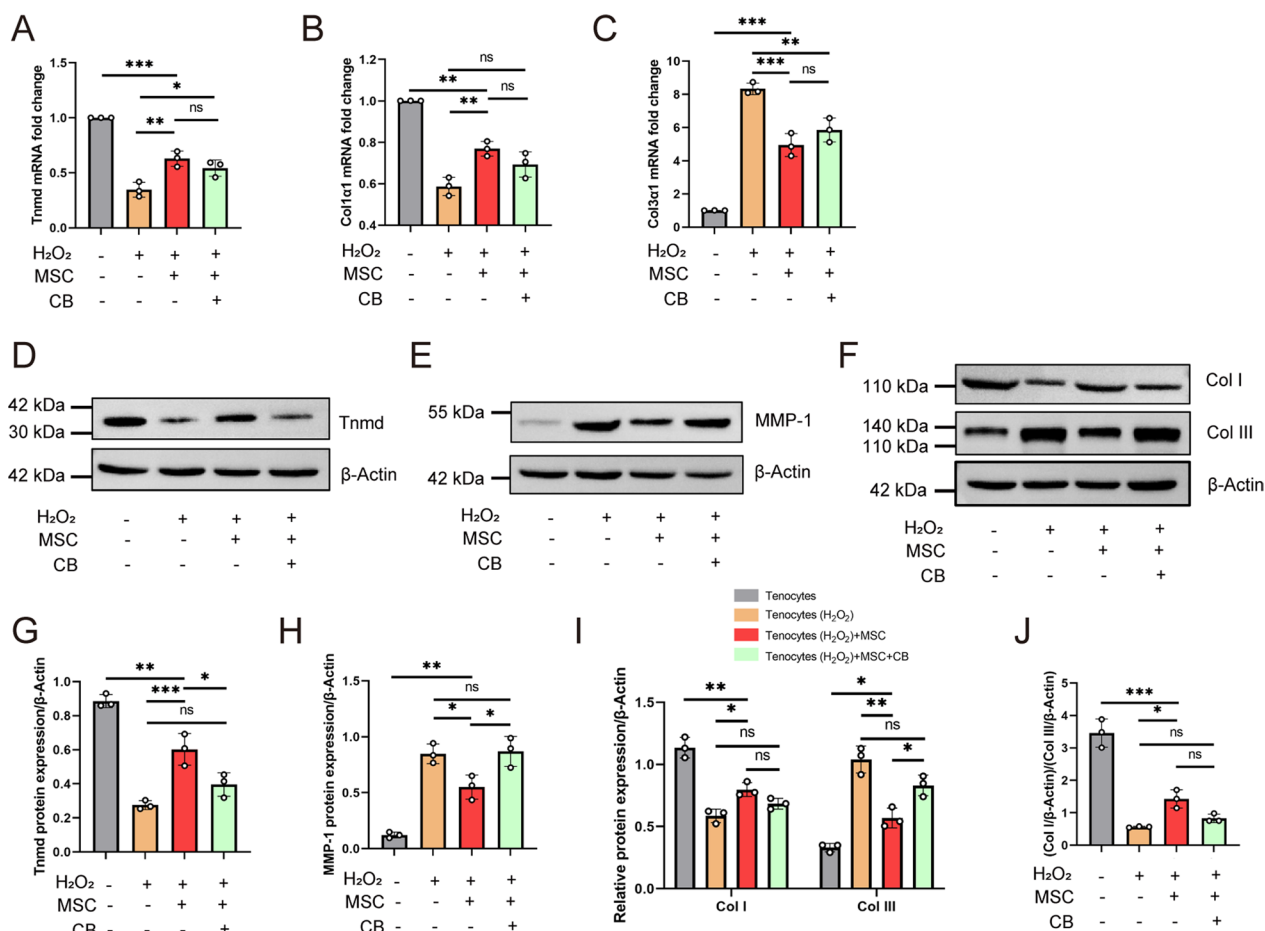 A
Tnmd mRNA fold change
1.5
1.0
0.5
0.0
***
*
ns
**
H₂O₂ - + + +
MSC - - + +
CB - - - +
B
Col1α1 mRNA fold change
1.2
1.0
0.8
0.6
0.4
ns
**
ns
**
H₂O₂ - + + +
MSC - - + +
CB - - - +
C
Col3α1 mRNA fold change
10
8
6
4
2
0
***
**
***
ns
H₂O₂ - + + +
MSC - - + +
CB - - - +
D
42 kDa
30 kDa
Tnmd
42 kDa
β-Actin
H₂O₂ - + + +
MSC - - + +
CB - - - +
E
55 kDa
MMP-1
42 kDa
β-Actin
H₂O₂ - + + +
MSC - - + +
CB - - - +
F
110 kDa
Col I
140 kDa
110 kDa
Col III
42 kDa
β-Actin
H₂O₂ - + + +
MSC - - + +
CB - - - +
Tenocytes
Tenocytes (H₂O₂)
Tenocytes (H₂O₂)+MSC
Tenocytes (H₂O₂)+MSC+CB
G
Tnmd protein expression/β-Actin
1.0
0.8
0.6
0.4
0.2
0.0
**
*
***
ns
H₂O₂ - + + +
MSC - - + +
CB - - - +
H
MMP-1 protein expression/β-Actin
1.5
1.0
0.5
0.0
**
ns
*
*
H₂O₂ - + + +
MSC - - + +
CB - - - +
I
Relative protein expression/β-Actin
1.5
1.0
0.5
0.0
**
*
ns
ns
*
**
ns
*
Col I
Col III
J
(Col I/β-Actin)/(Col III/β-Actin)
5
4
3
2
1
0
***
*
ns
ns
H₂O₂ - + + +
MSC - - + +
CB - - - +